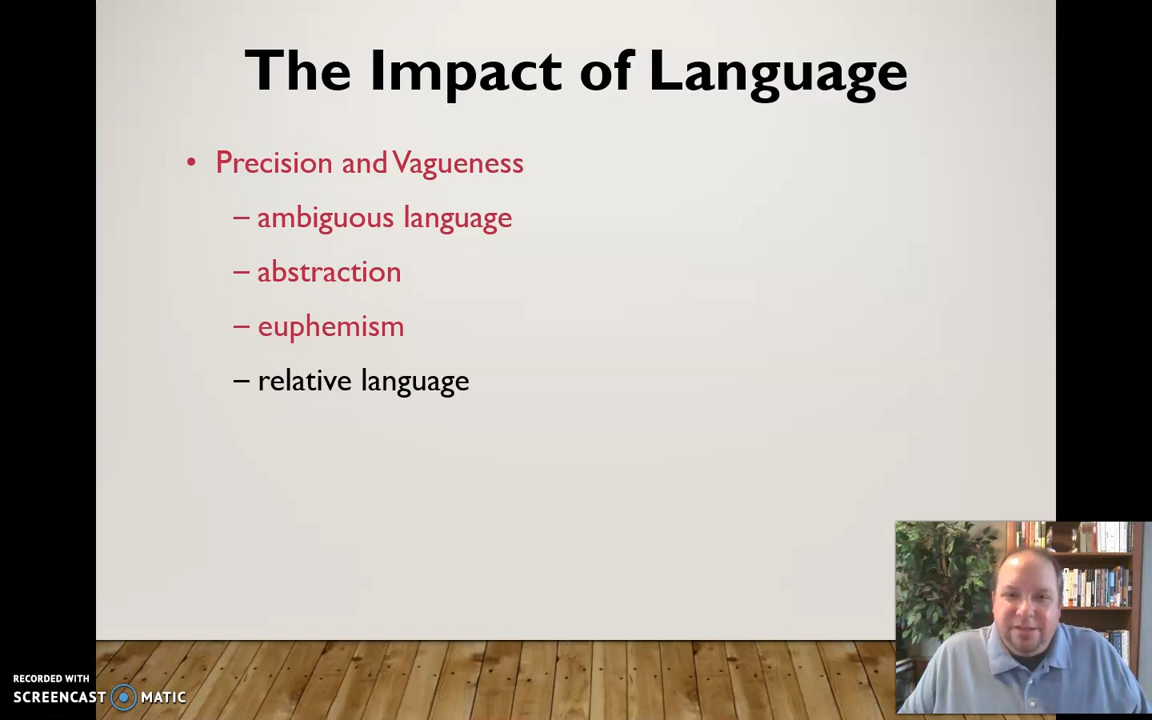 The Impact of Language
• Precision and Vagueness
– ambiguous language
– abstraction
– euphemism
– relative language
RECORDED WITH
SCREENCAST MATIC